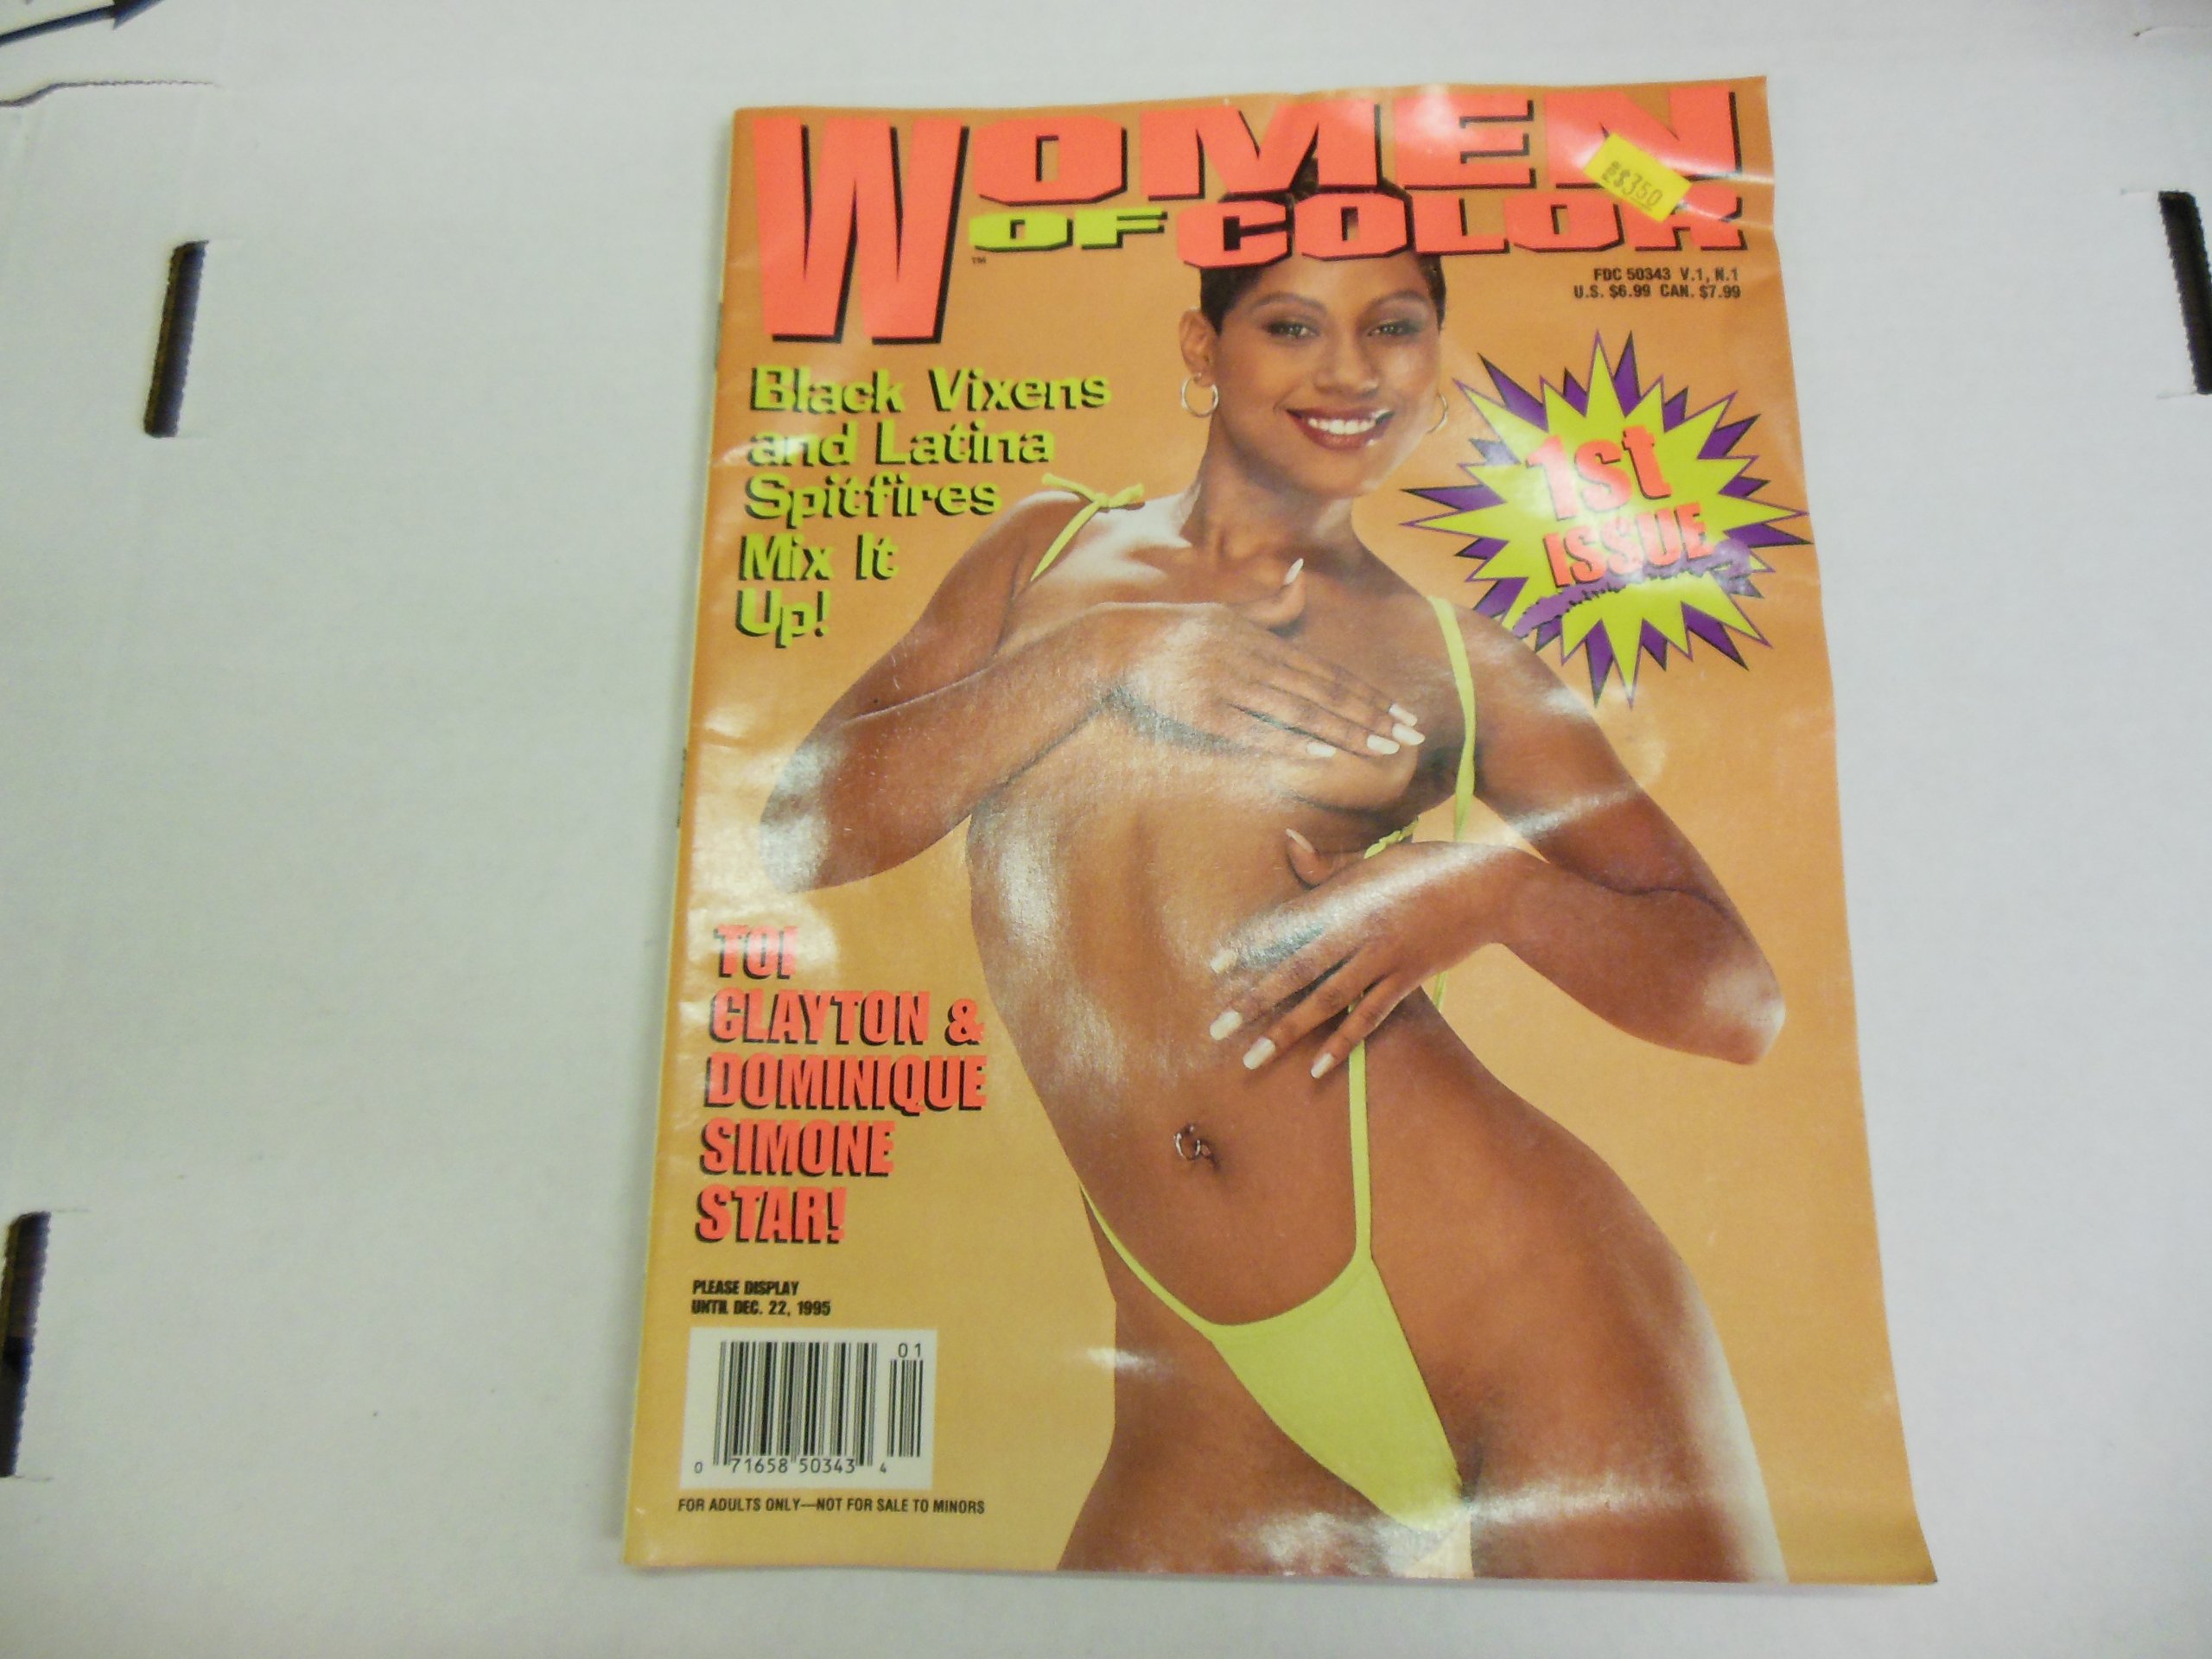 WOMEN
OF COLOR
™
$3.50
FDC 50343 V.1, N.1
U.S. $6.99 CAN. $7.99
Black Vixens
and Latina
Spitfires
Mix It
Up!
1st
ISSUE
TOI
CLAYTON &
DOMINIQUE
SIMONE
STAR!
PLEASE DISPLAY
UNTIL DEC. 22, 1995
01
0 71658 50343 4
FOR ADULTS ONLY—NOT FOR SALE TO MINORS